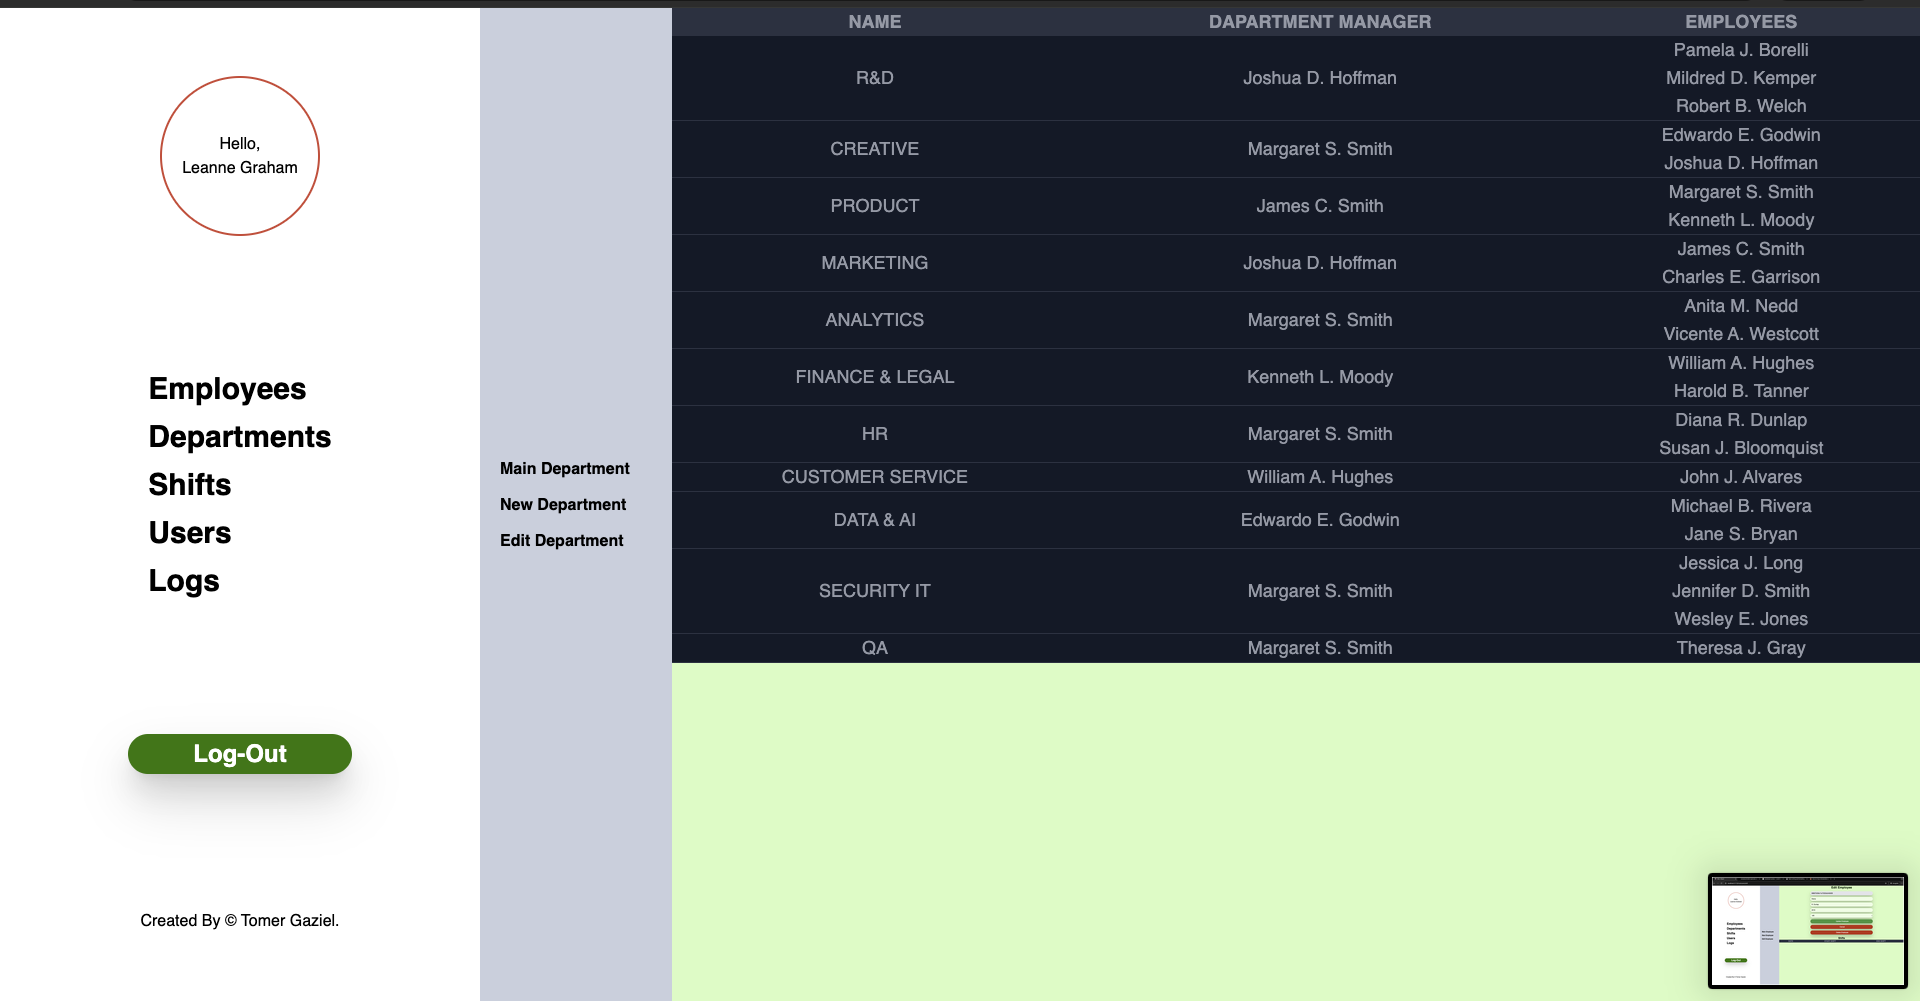 Hello,
Leanne Graham
Employees
Departments
Shifts
Users
Logs
Log-Out
Created By © Tomer Gaziel.
Main Department
New Department
Edit Department
NAME DAPARTMENT MANAGER EMPLOYEES
R&D Joshua D. Hoffman Pamela J. Borelli
Mildred D. Kemper
Robert B. Welch
CREATIVE Margaret S. Smith Edwardo E. Godwin
Joshua D. Hoffman
PRODUCT James C. Smith Margaret S. Smith
Kenneth L. Moody
MARKETING Joshua D. Hoffman James C. Smith
Charles E. Garrison
ANALYTICS Margaret S. Smith Anita M. Nedd
Vicente A. Westcott
FINANCE & LEGAL Kenneth L. Moody William A. Hughes
Harold B. Tanner
HR Margaret S. Smith Diana R. Dunlap
Susan J. Bloomquist
CUSTOMER SERVICE William A. Hughes John J. Alvares
DATA & AI Edwardo E. Godwin Michael B. Rivera
Jane S. Bryan
SECURITY IT Margaret S. Smith Jessica J. Long
Jennifer D. Smith
Wesley E. Jones
QA Margaret S. Smith Theresa J. Gray
Employees
Departments
Shifts
Users
Logs